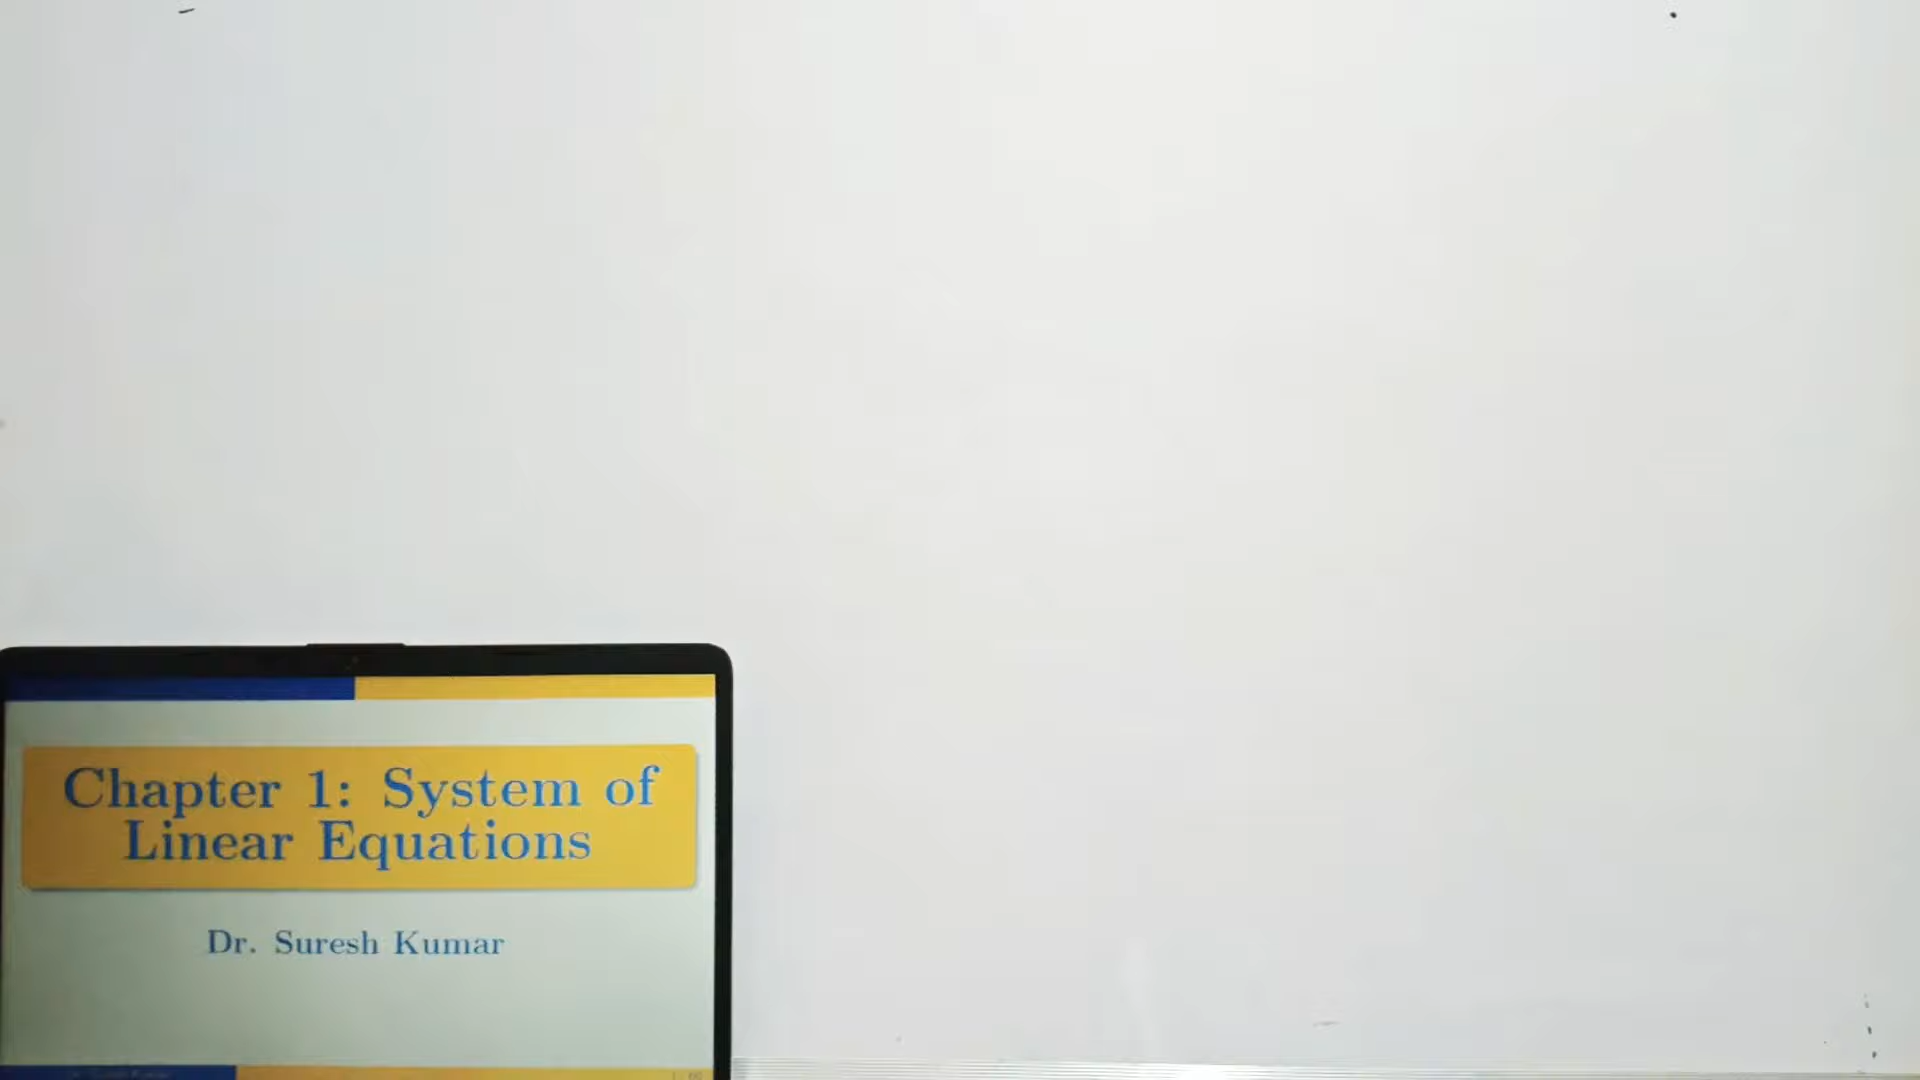 Chapter 1: System of
Linear Equations
Dr. Suresh Kumar